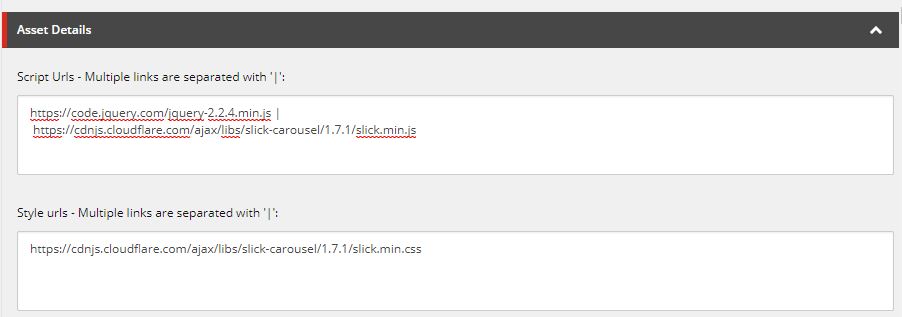 Asset Details
Script Urls - Multiple links are separated with '|':
https://code.jquery.com/jquery-2.2.4.min.js |
https://cdnjs.cloudflare.com/ajax/libs/slick-carousel/1.7.1/slick.min.js
Style urls - Multiple links are separated with '|':
https://cdnjs.cloudflare.com/ajax/libs/slick-carousel/1.7.1/slick.min.css